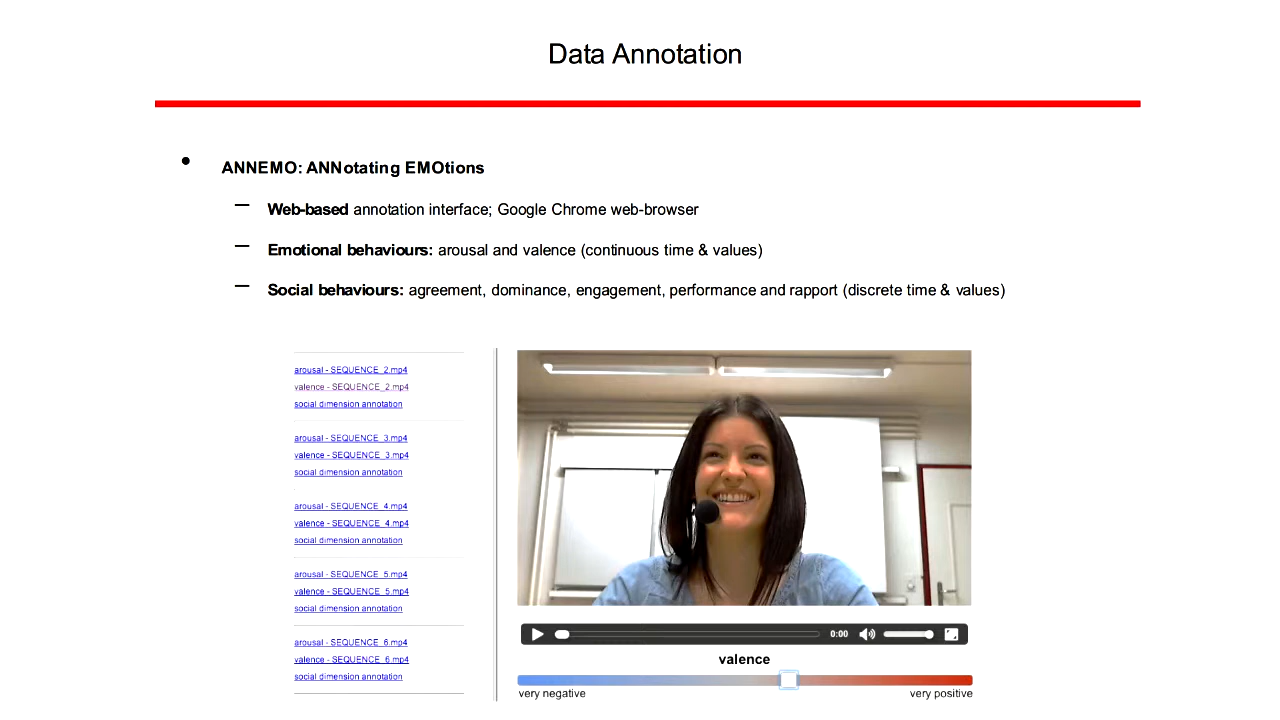 Data Annotation
ANNEMO: ANNotating EMOtions
Web-based annotation interface; Google Chrome web-browser
Emotional behaviours: arousal and valence (continuous time & values)
Social behaviours: agreement, dominance, engagement, performance and rapport (discrete time & values)
arousal - SEQUENCE_2.mp4
valence - SEQUENCE_2.mp4
social dimension annotation
arousal - SEQUENCE_3.mp4
valence - SEQUENCE_3.mp4
social dimension annotation
arousal - SEQUENCE_4.mp4
valence - SEQUENCE_4.mp4
social dimension annotation
arousal - SEQUENCE_5.mp4
valence - SEQUENCE_5.mp4
social dimension annotation
arousal - SEQUENCE_6.mp4
valence - SEQUENCE_6.mp4
social dimension annotation
0:00
valence
very negative
very positive